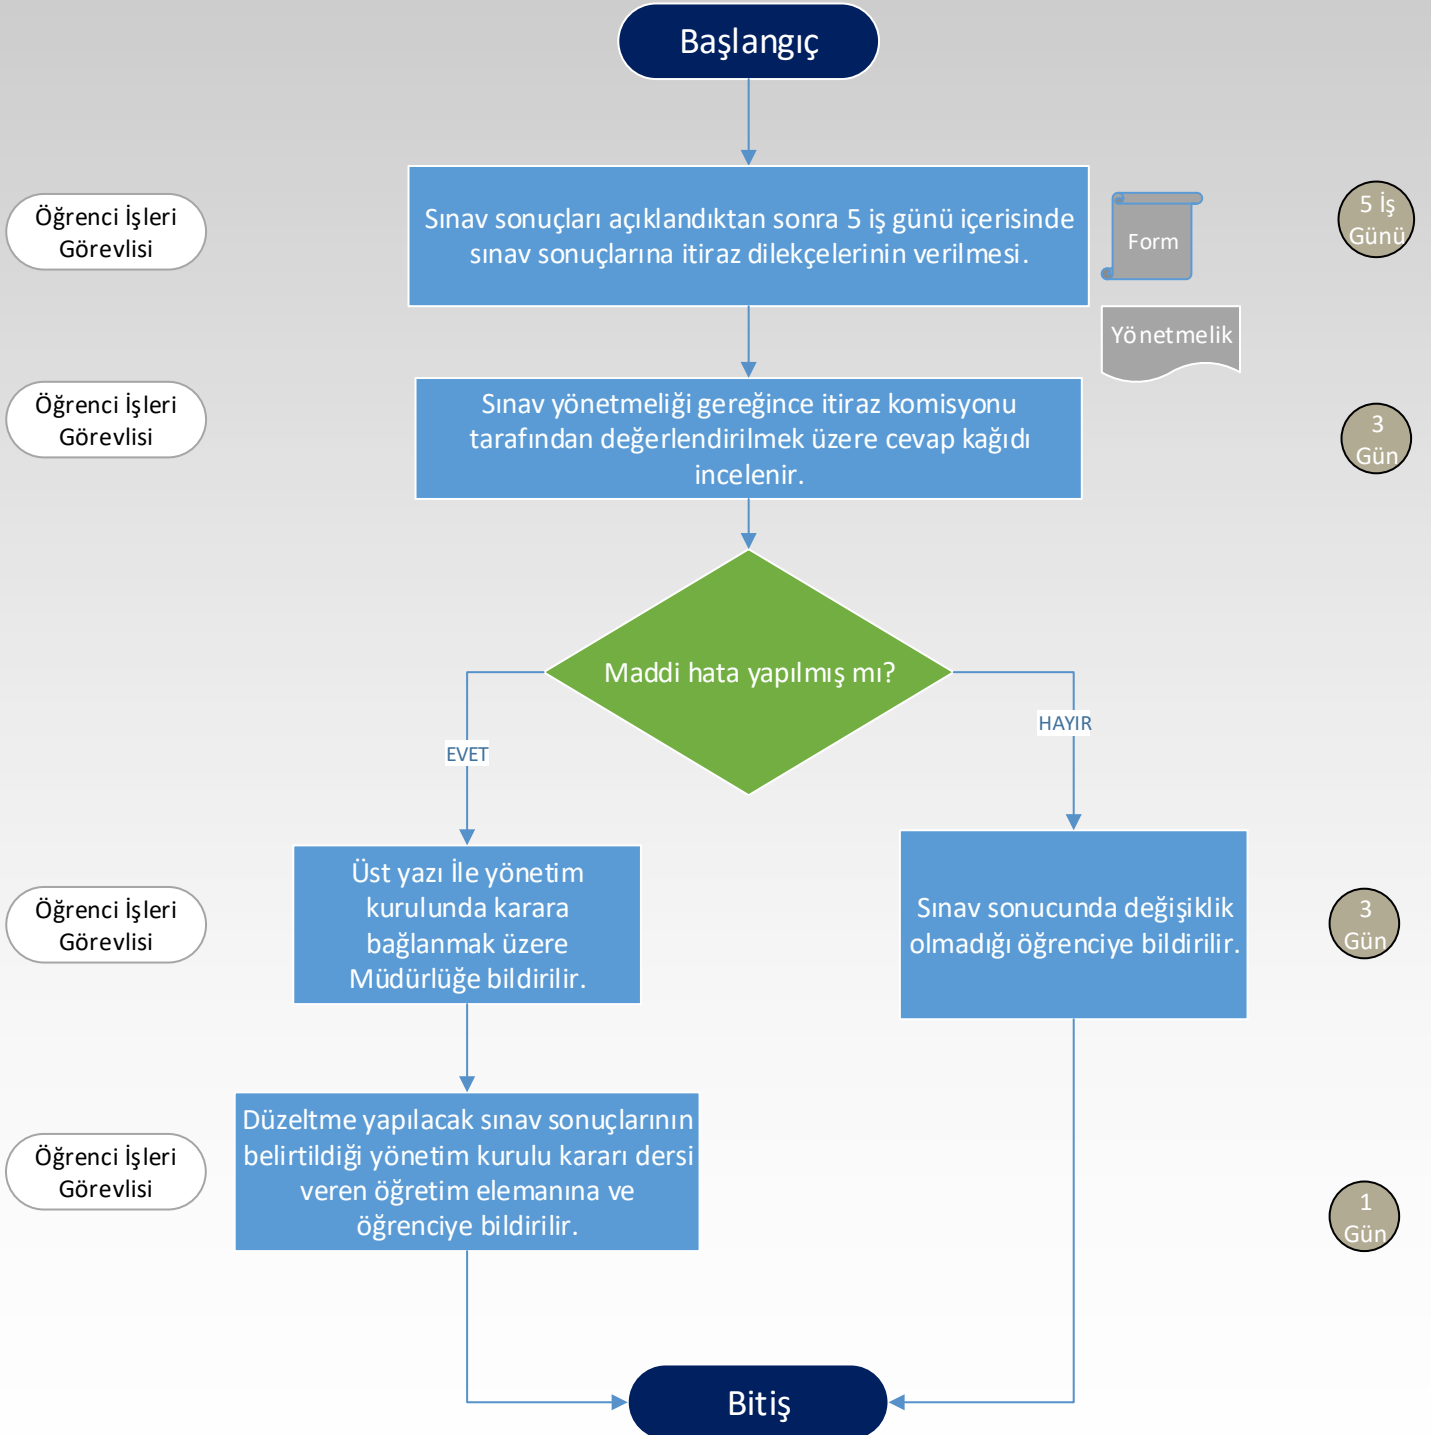 Başlangıç
Öğrenci İşleri
Görevlisi
Sınav sonuçları açıklandıktan sonra 5 iş günü içerisinde
sınav sonuçlarına itiraz dilekçelerinin verilmesi.
Form
5 İş
Günü
Yönetmelik
Öğrenci İşleri
Görevlisi
Sınav yönetmeliği gereğince itiraz komisyonu
tarafından değerlendirilmek üzere cevap kağıdı
incelenir.
3
Gün
Maddi hata yapılmış mı?
EVET
HAYIR
Öğrenci İşleri
Görevlisi
Üst yazı İle yönetim
kurulunda karara
bağlanmak üzere
Müdürlüğe bildirilir.
Sınav sonucunda değişiklik
olmadığı öğrenciye bildirilir.
3
Gün
Öğrenci İşleri
Görevlisi
Düzeltme yapılacak sınav sonuçlarının
belirtildiği yönetim kurulu kararı dersi
veren öğretim elemanına ve
öğrenciye bildirilir.
1
Gün
Bitiş